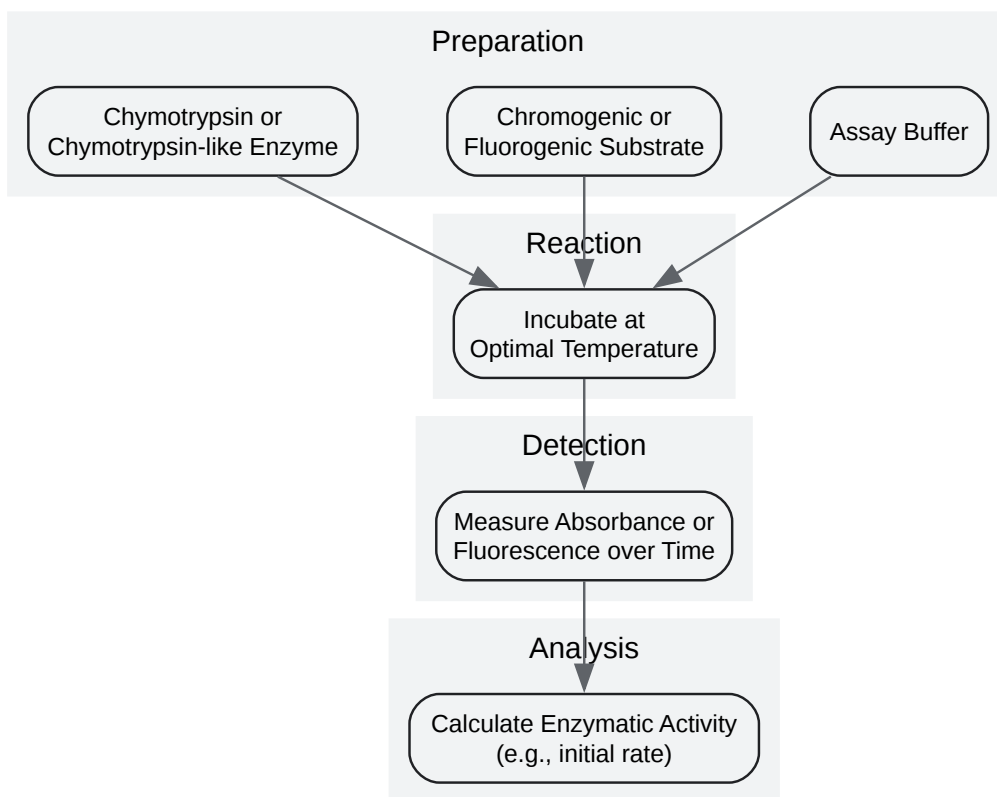 Preparation
Chymotrypsin or
Chymotrypsin-like Enzyme
Chromogenic or
Fluorogenic Substrate
Assay Buffer
Reaction
Incubate at
Optimal Temperature
Detection
Measure Absorbance or
Fluorescence over Time
Analysis
Calculate Enzymatic Activity
(e.g., initial rate)